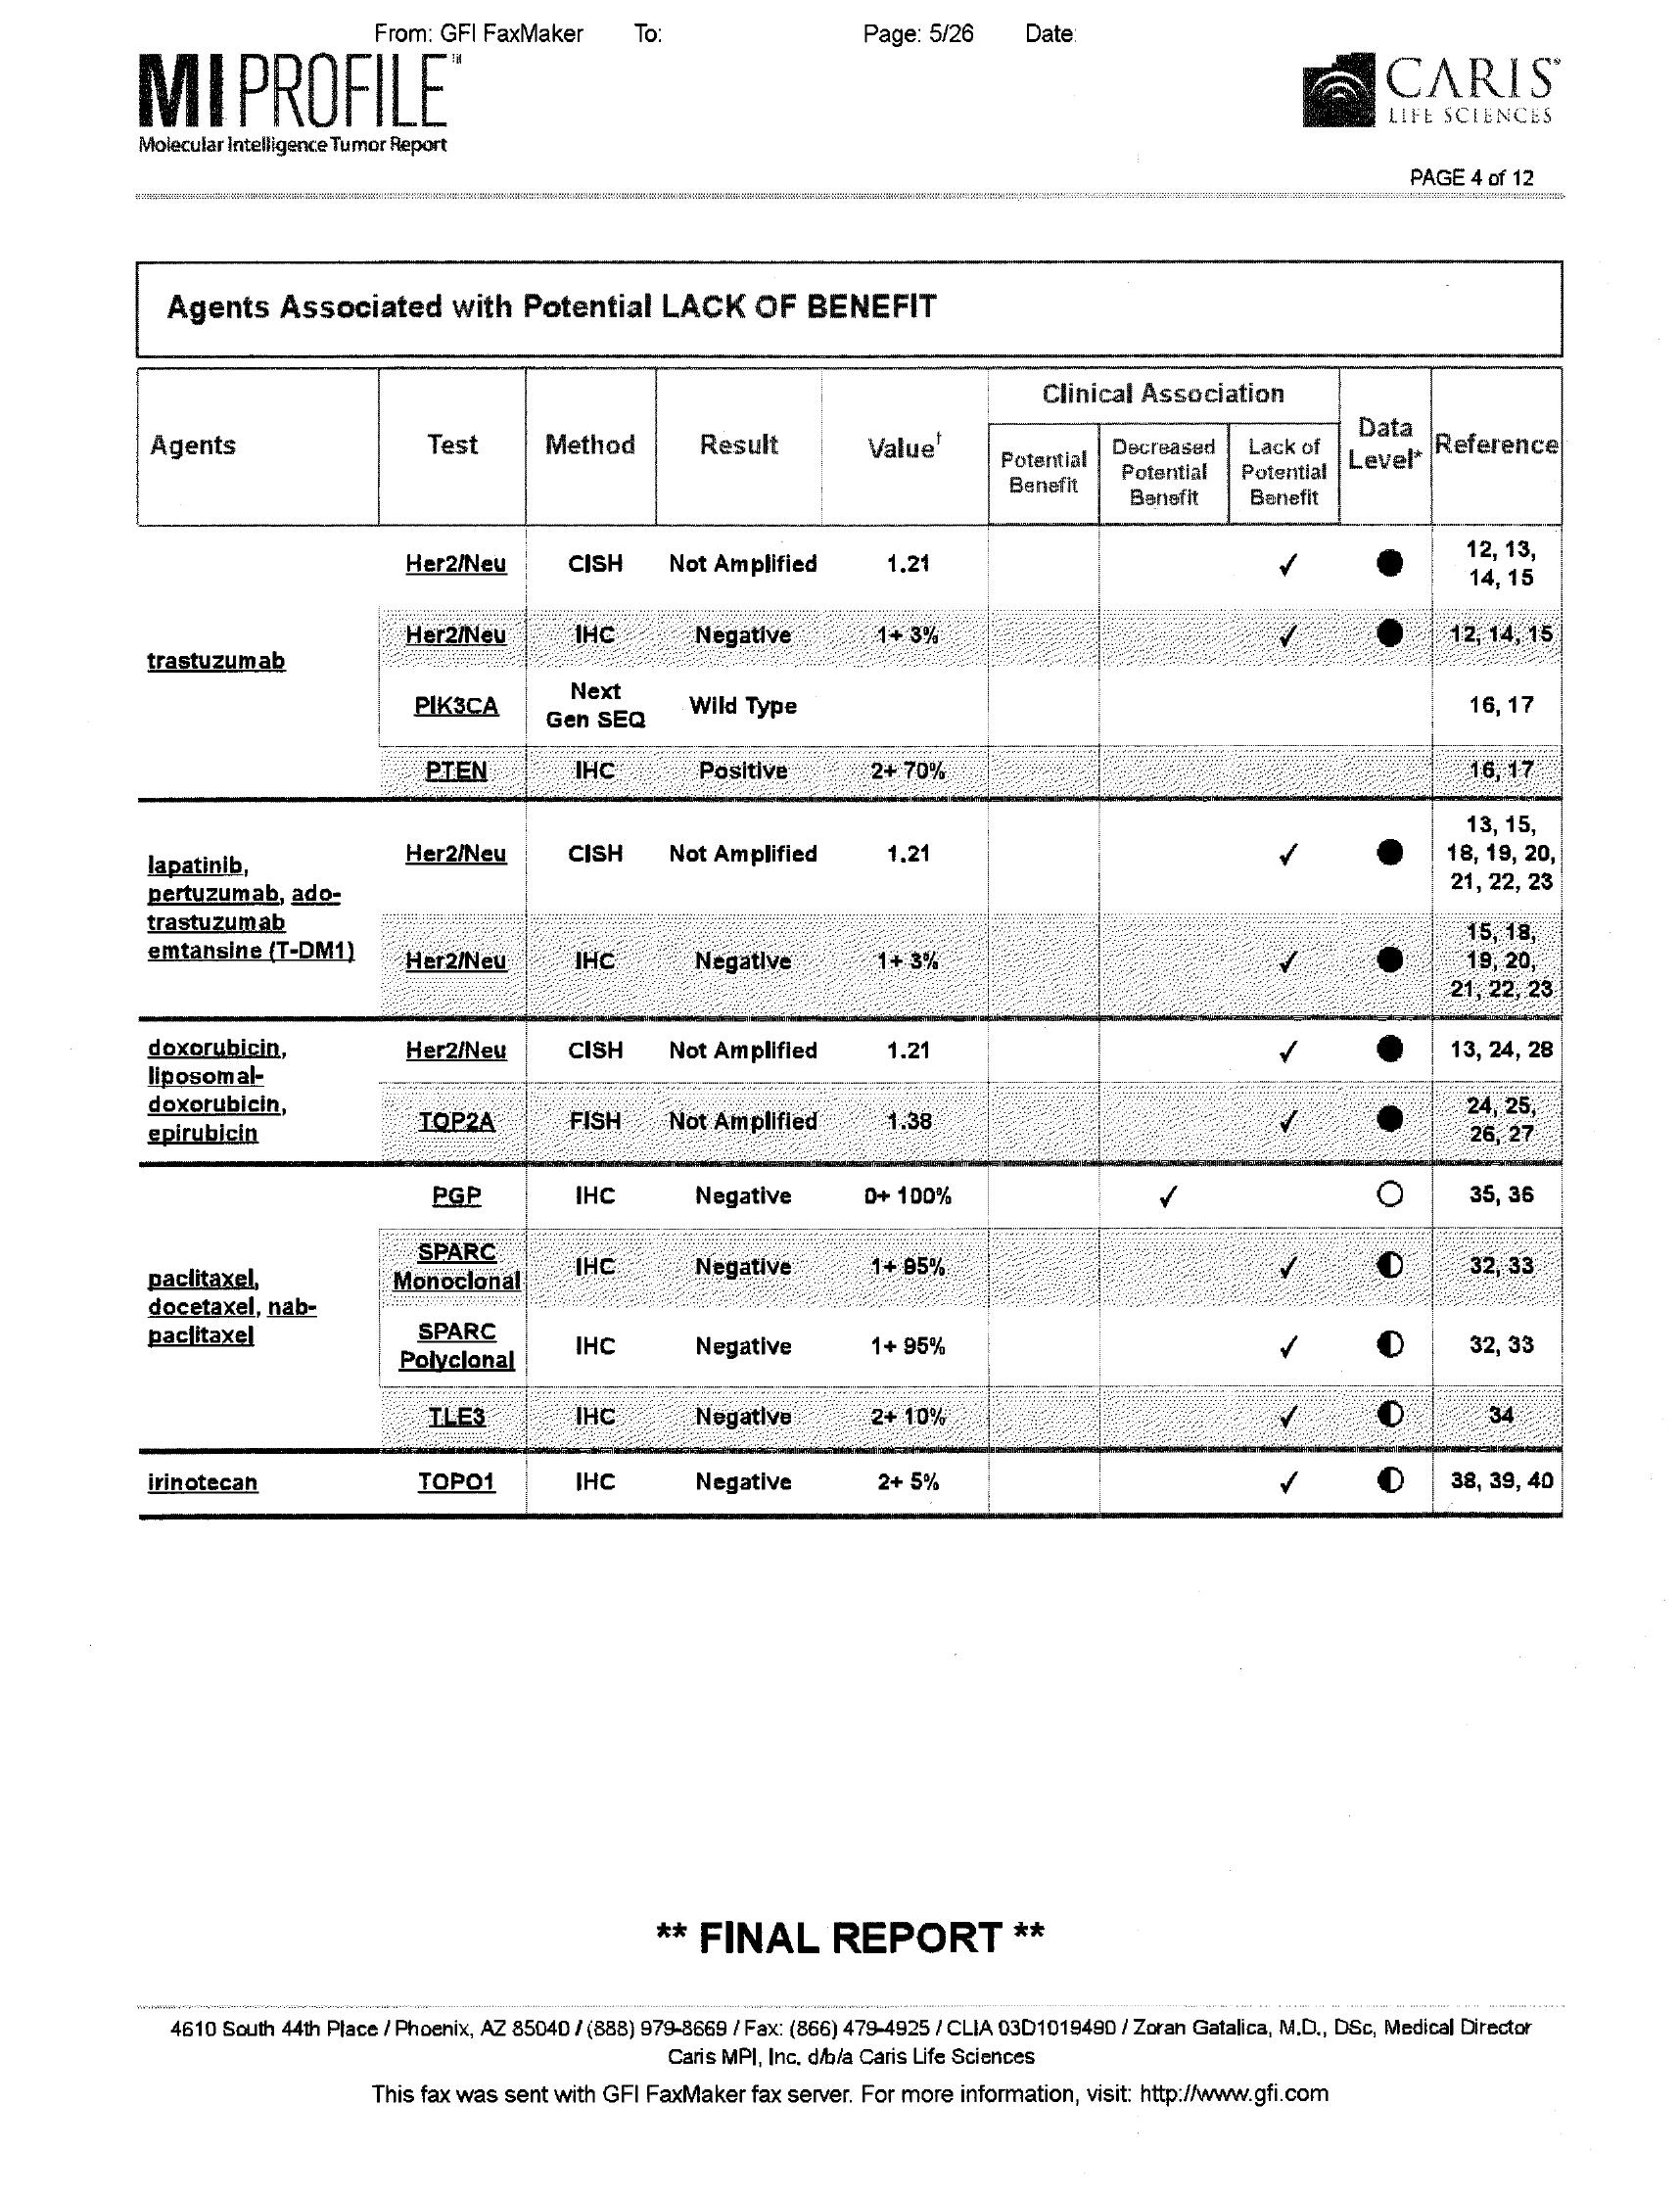 From: GFI FaxMaker To: Page: 5/26 Date:
MI PROFILE™
Molecular Intelligence Tumor Report
CARIS®
LIFE SCIENCES
PAGE 4 of 12
Agents Associated with Potential LACK OF BENEFIT
Agents Test Method Result Value† Clinical Association Data Level* Reference
Potential Benefit Decreased Potential Benefit Lack of Potential Benefit
trastuzumab
Her2/Neu CISH Not Amplified 1.21 ✓ ● 12, 13, 14, 15
Her2/Neu IHC Negative 1+ 3% ✓ ● 12, 14, 15
PIK3CA Next Gen SEQ Wild Type 16, 17
PTEN IHC Positive 2+ 70% 16, 17
lapatinib,
pertuzumab, ado-
trastuzumab
emtansine (T-DM1)
Her2/Neu CISH Not Amplified 1.21 ✓ ● 13, 15, 18, 19, 20, 21, 22, 23
Her2/Neu IHC Negative 1+ 3% ✓ ● 15, 18, 19, 20, 21, 22, 23
doxorubicin,
liposomal-
doxorubicin,
epirubicin
Her2/Neu CISH Not Amplified 1.21 ✓ ● 13, 24, 28
TOP2A FISH Not Amplified 1.38 ✓ ● 24, 25, 26, 27
paclitaxel,
docetaxel, nab-
paclitaxel
PGP IHC Negative 0+ 100% ✓ ○ 35, 36
SPARC Monoclonal IHC Negative 1+ 95% ✓ ◐ 32, 33
SPARC Polyclonal IHC Negative 1+ 95% ✓ ◐ 32, 33
TLE3 IHC Negative 2+ 10% ✓ ◐ 34
irinotecan TOPO1 IHC Negative 2+ 5% ✓ ◐ 38, 39, 40
** FINAL REPORT **
4610 South 44th Place / Phoenix, AZ 85040 / (888) 979-8669 / Fax: (866) 479-4925 / CLIA 03D1019490 / Zoran Gatalica, M.D., DSc, Medical Director
Caris MPI, Inc. d/b/a Caris Life Sciences
This fax was sent with GFI FaxMaker fax server. For more information, visit: http://www.gfi.com